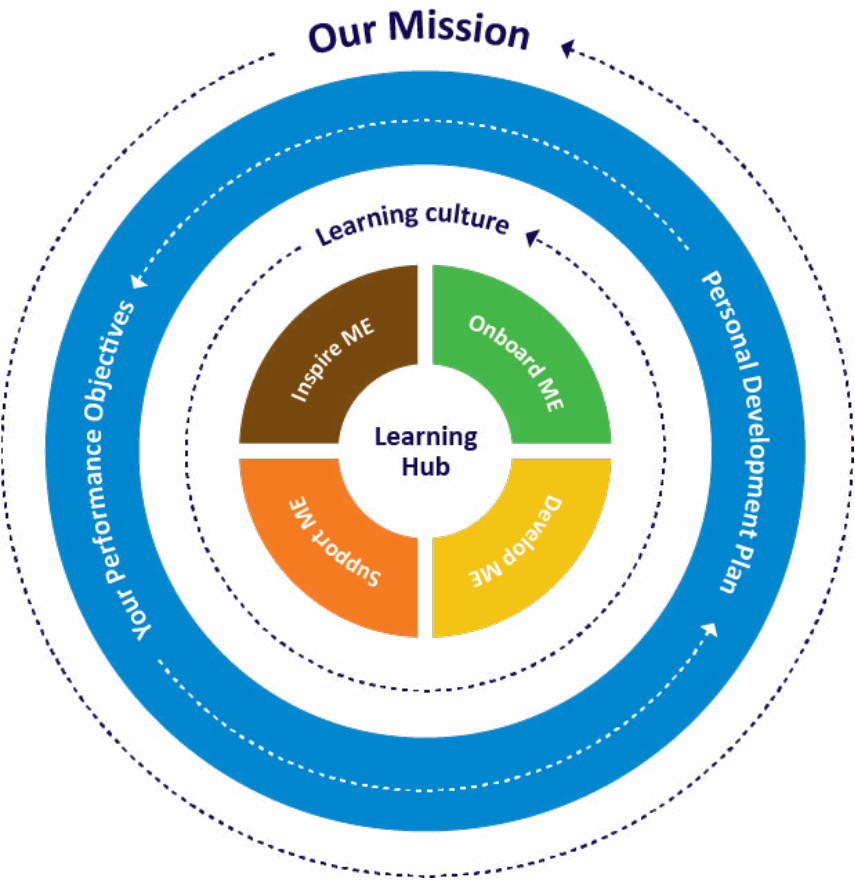 Our Mission
Learning culture
Inspire ME
Onboard ME
Learning
Hub
Support ME
Develop ME
Your Performance Objectives
Personal Development Plan